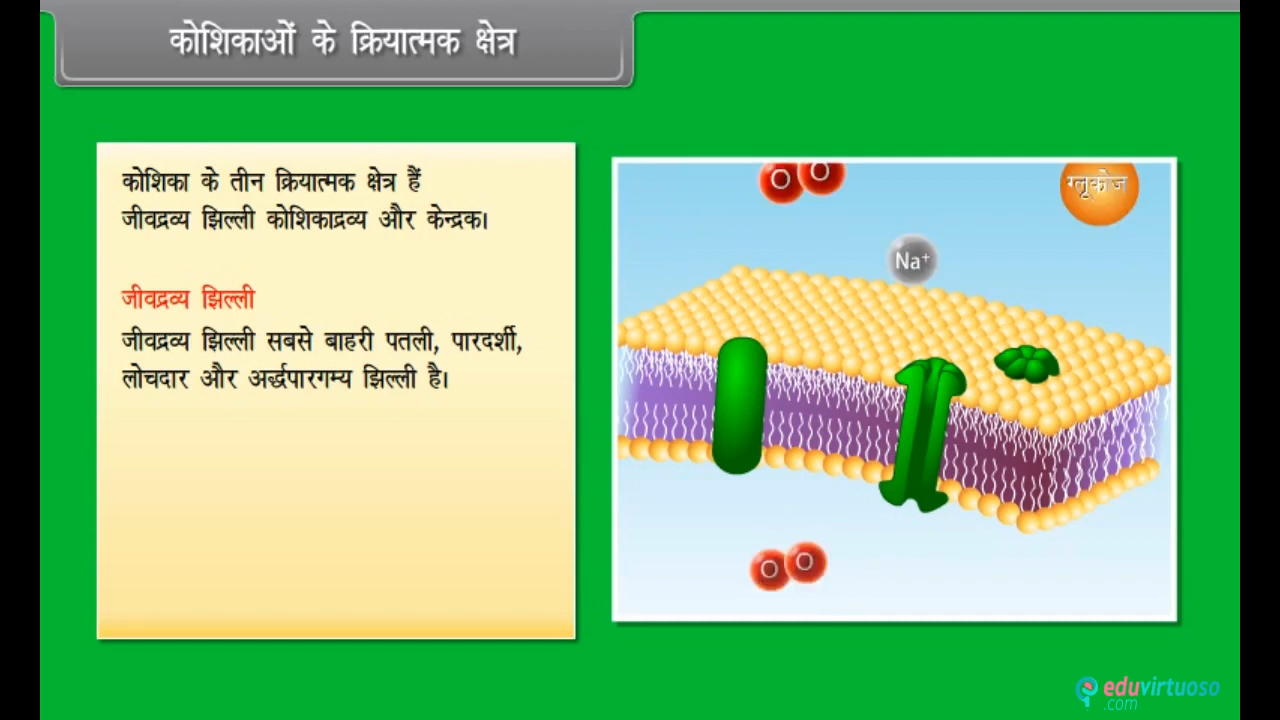 कोशिकाओं के क्रियात्मक क्षेत्र
कोशिका के तीन क्रियात्मक क्षेत्र हैं
जीवद्रव्य झिल्ली कोशिकाद्रव्य और केन्द्रक।
जीवद्रव्य झिल्ली
जीवद्रव्य झिल्ली सबसे बाहरी पतली, पारदर्शी,
लोचदार और अर्द्धपारगम्य झिल्ली है।
O O
ग्लूकोज
Na⁺
O O
eduvirtuoso
.com